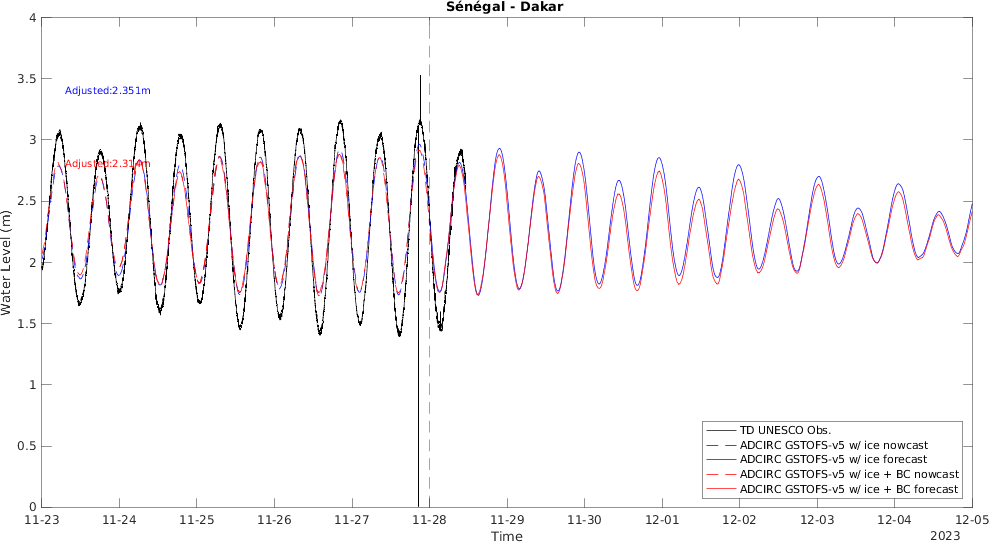 Sénégal - Dakar
4
3.5
3
2.5
2
1.5
1
0.5
0
Water Level (m)
Adjusted:2.351m
Adjusted:2.314m
TD UNESCO Obs.
ADCIRC GSTOFS-v5 w/ ice nowcast
ADCIRC GSTOFS-v5 w/ ice forecast
ADCIRC GSTOFS-v5 w/ ice + BC nowcast
ADCIRC GSTOFS-v5 w/ ice + BC forecast
11-23 11-24 11-25 11-26 11-27 11-28 11-29 11-30 12-01 12-02 12-03 12-04 12-05
Time
2023